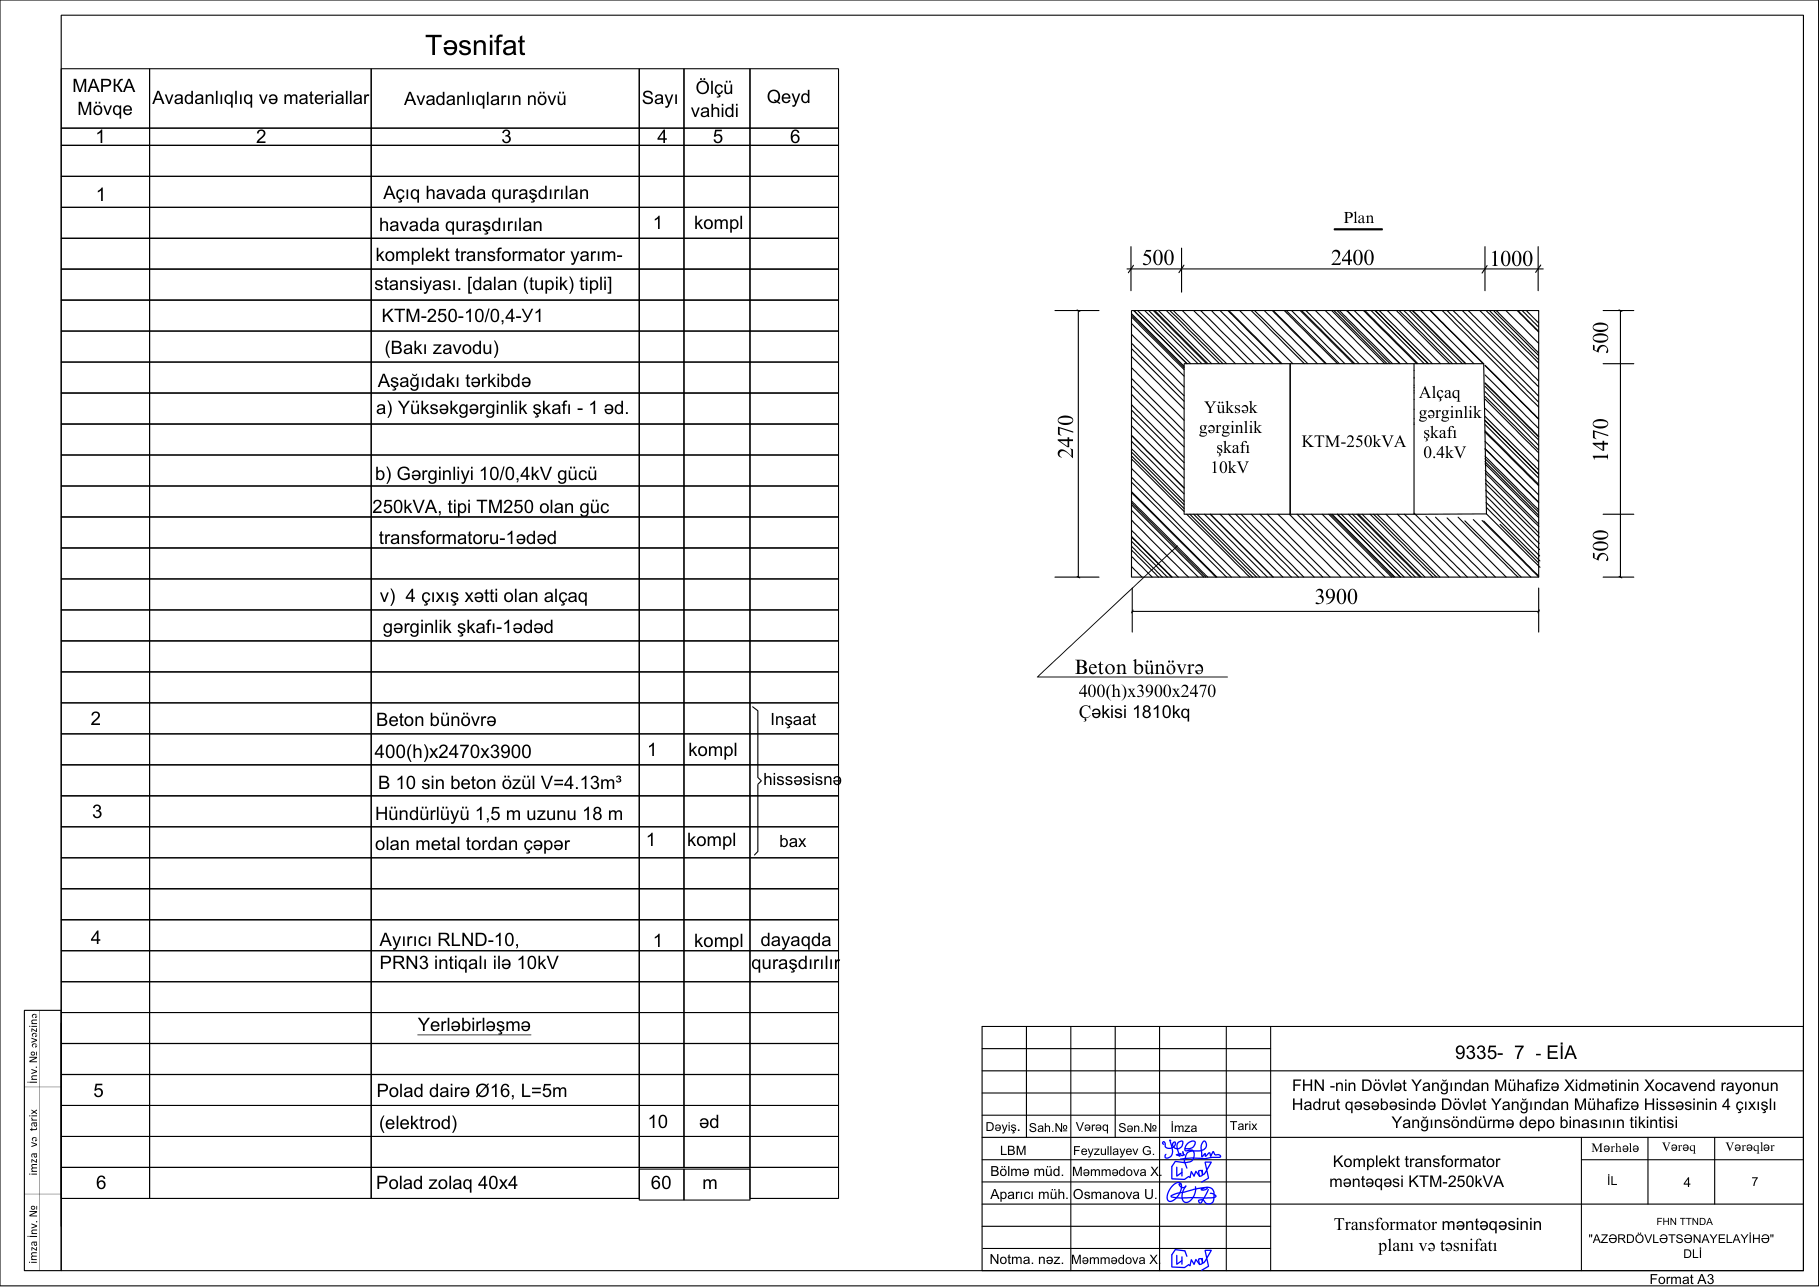 Təsnifat
МАРКА
Mövqe
Avadanlıqlıq və materiallar
Avadanlıqların növü
Sayı
Ölçü
vahidi
Qeyd
1 2 3 4 5 6
1 Açıq havada quraşdırılan
havada quraşdırılan 1 kompl
komplekt transformator yarım-
stansiyası. [dalan (tupik) tipli]
KTM-250-10/0,4-У1
(Bakı zavodu)
Aşağıdakı tərkibdə
a) Yüksəkgərginlik şkafı - 1 əd.
b) Gərginliyi 10/0,4kV gücü
250kVA, tipi TM250 olan güc
transformatoru-1ədəd
v) 4 çıxış xətti olan alçaq
gərginlik şkafı-1ədəd
2 Beton bünövrə Inşaat
400(h)x2470x3900 1 kompl
B 10 sin beton özül V=4.13m³ hissəsisnə
3 Hündürlüyü 1,5 m uzunu 18 m
olan metal tordan çəpər 1 kompl bax
4 Ayırıcı RLND-10, 1 kompl dayaqda
PRN3 intiqalı ilə 10kV quraşdırılır
Yerləbirləşmə
5 Polad dairə Ø16, L=5m
(elektrod) 10 əd
6 Polad zolaq 40x4 60 m
Plan
500 2400 1000
2470
500
1470
500
Yüksək
gərginlik
şkafı
10kV
KTM-250kVA
Alçaq
gərginlik
şkafı
0.4kV
3900
Beton bünövrə
400(h)x3900x2470
Çəkisi 1810kq
İnv. № əvəzinə
imza və tarix
imza İnv. №
9335- 7 - EİA
FHN -nin Dövlət Yanğından Mühafizə Xidmətinin Xocavend rayonun
Hadrut qəsəbəsində Dövlət Yanğından Mühafizə Hissəsinin 4 çıxışlı
Yanğınsöndürmə depo binasının tikintisi
Dəyiş. Sah.№ Vərəq Sən.№ İmza Tarix
LBM Feyzullayev G.
Bölmə müd. Məmmədova X.
Aparıcı müh. Osmanova U.
Notma. nəz. Məmmədova X.
Komplekt transformator
məntəqəsi KTM-250kVA
Mərhələ Vərəq Vərəqlər
İL 4 7
Transformator məntəqəsinin
planı və təsnifatı
FHN TTNDA
"AZƏRDÖVLƏTSƏNAYELAYİHƏ"
DLİ
Format A3